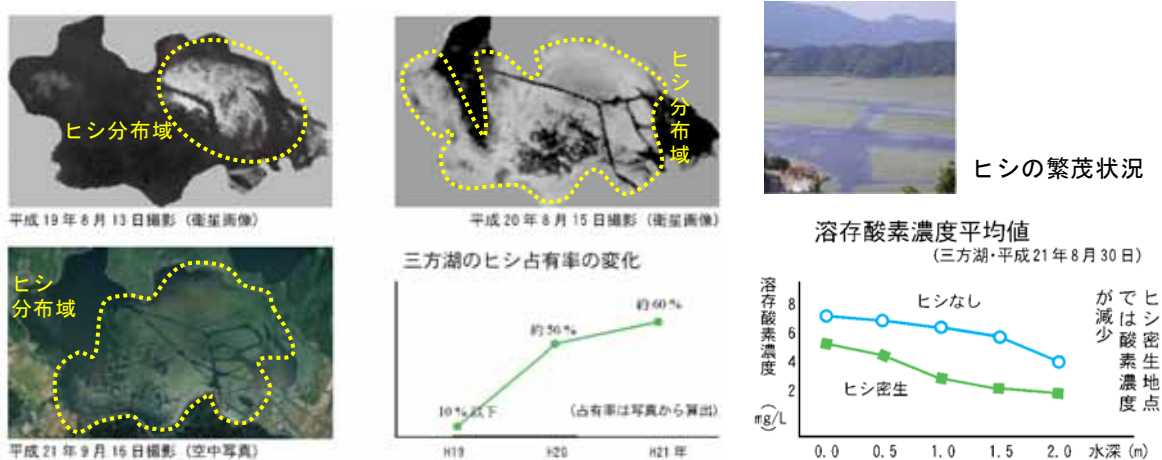 ヒシ分布域
平成19年8月13日撮影（衛星画像）
ヒシ分布域
平成20年8月15日撮影（衛星画像）
ヒシの繁茂状況
ヒシ
分布域
平成21年9月16日撮影（空中写真）
三方湖のヒシ占有率の変化
10％以下
約50％
約60％
（占有率は写真から算出）
H19
H20
H21年
溶存酸素濃度平均値
（三方湖・平成21年8月30日）
溶存酸素濃度
（mg/L）
8
6
4
2
ヒシなし
ヒシ密生
0.0
0.5
1.0
1.5
2.0
水深（m）
ヒシ密生地点
では酸素濃度
が減少